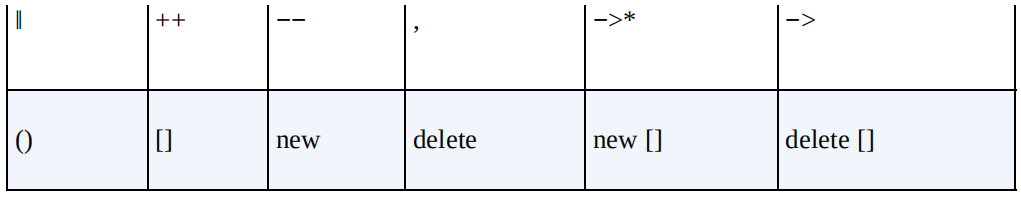 || ++ −− , −>* −>
() [] new delete new [] delete []